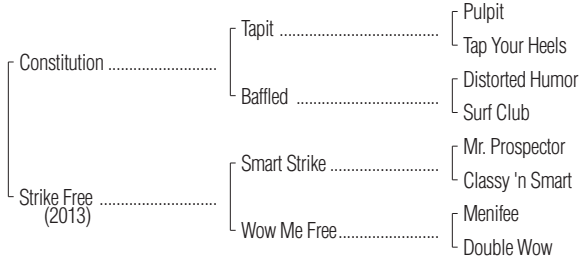 Pulpit
Tapit ............................
Tap Your Heels
Constitution ...........................
Distorted Humor
Baffled ....................................
Surf Club
Mr. Prospector
Smart Strike ...........................
Classy 'n Smart
Strike Free .............................
(2013)
Menifee
Wow Me Free.........................
Double Wow